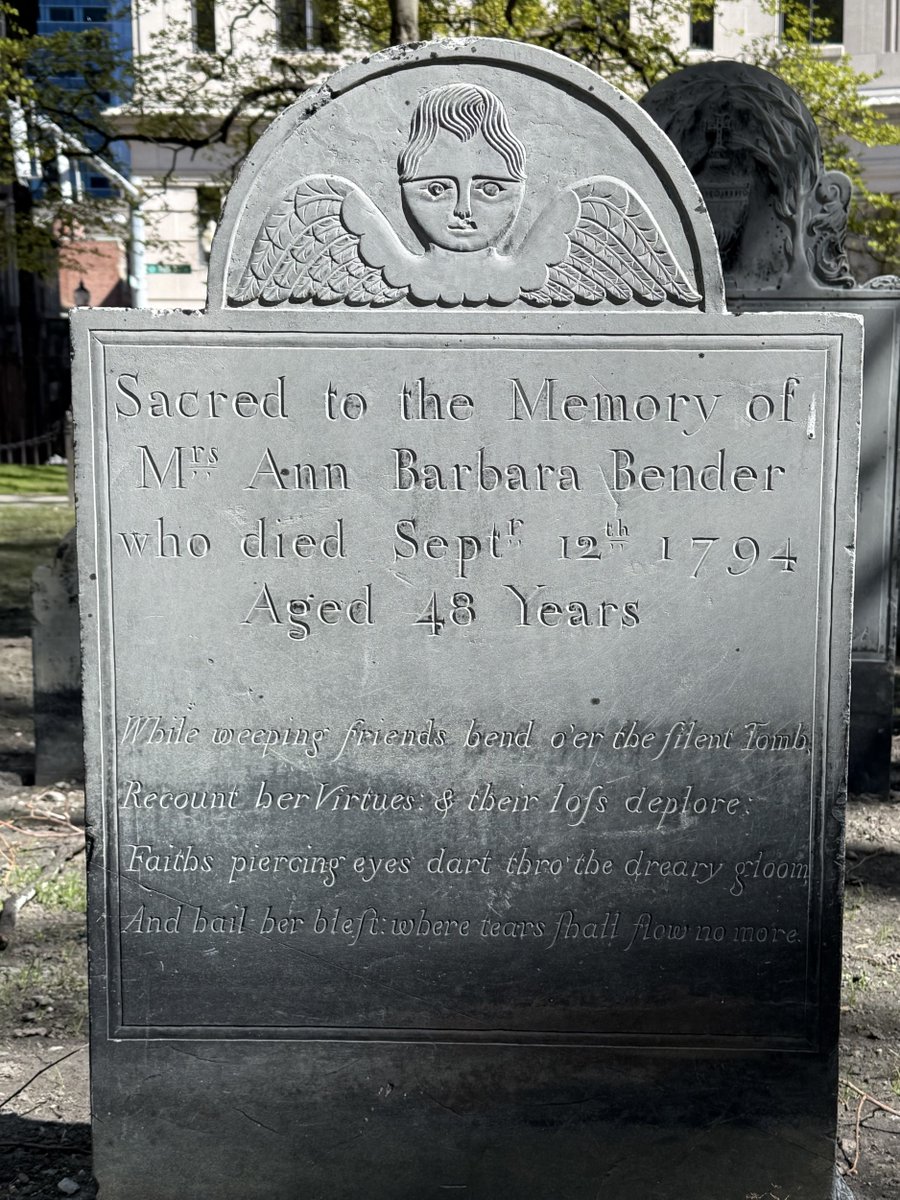 Sacred to the Memory of
Mrs Ann Barbara Bender
who died Septr 12th 1794
Aged 48 Years
While weeping friends bend o'er the ſilent Tomb,
Recount her Virtues: & their loſs deplore:
Faiths piercing eyes dart thro' the dreary gloom,
And hail her bleſt: where tears ſhall flow no more.